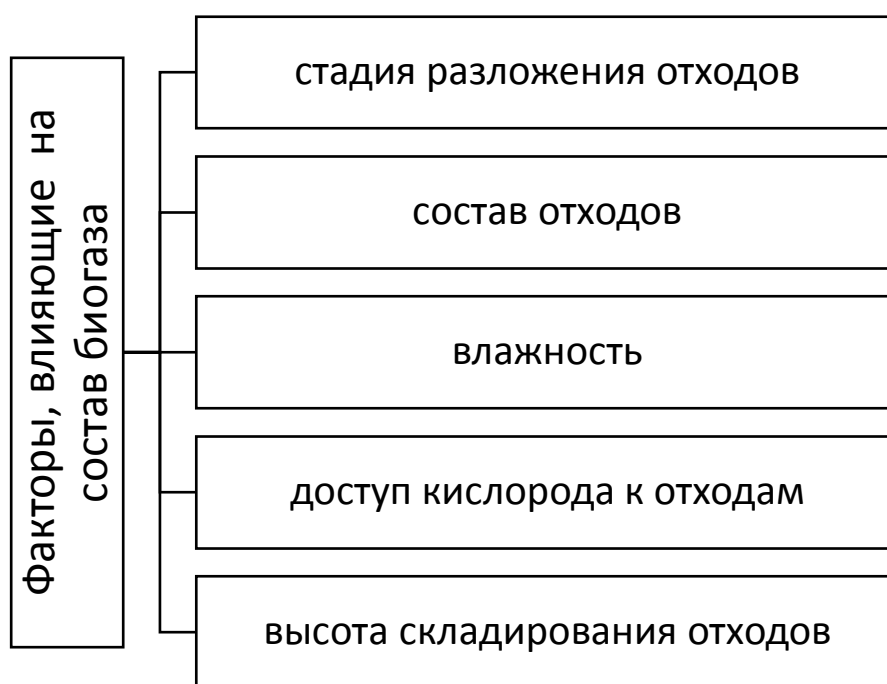 Факторы, влияющие на
состав биогаза
стадия разложения отходов
состав отходов
влажность
доступ кислорода к отходам
высота складирования отходов